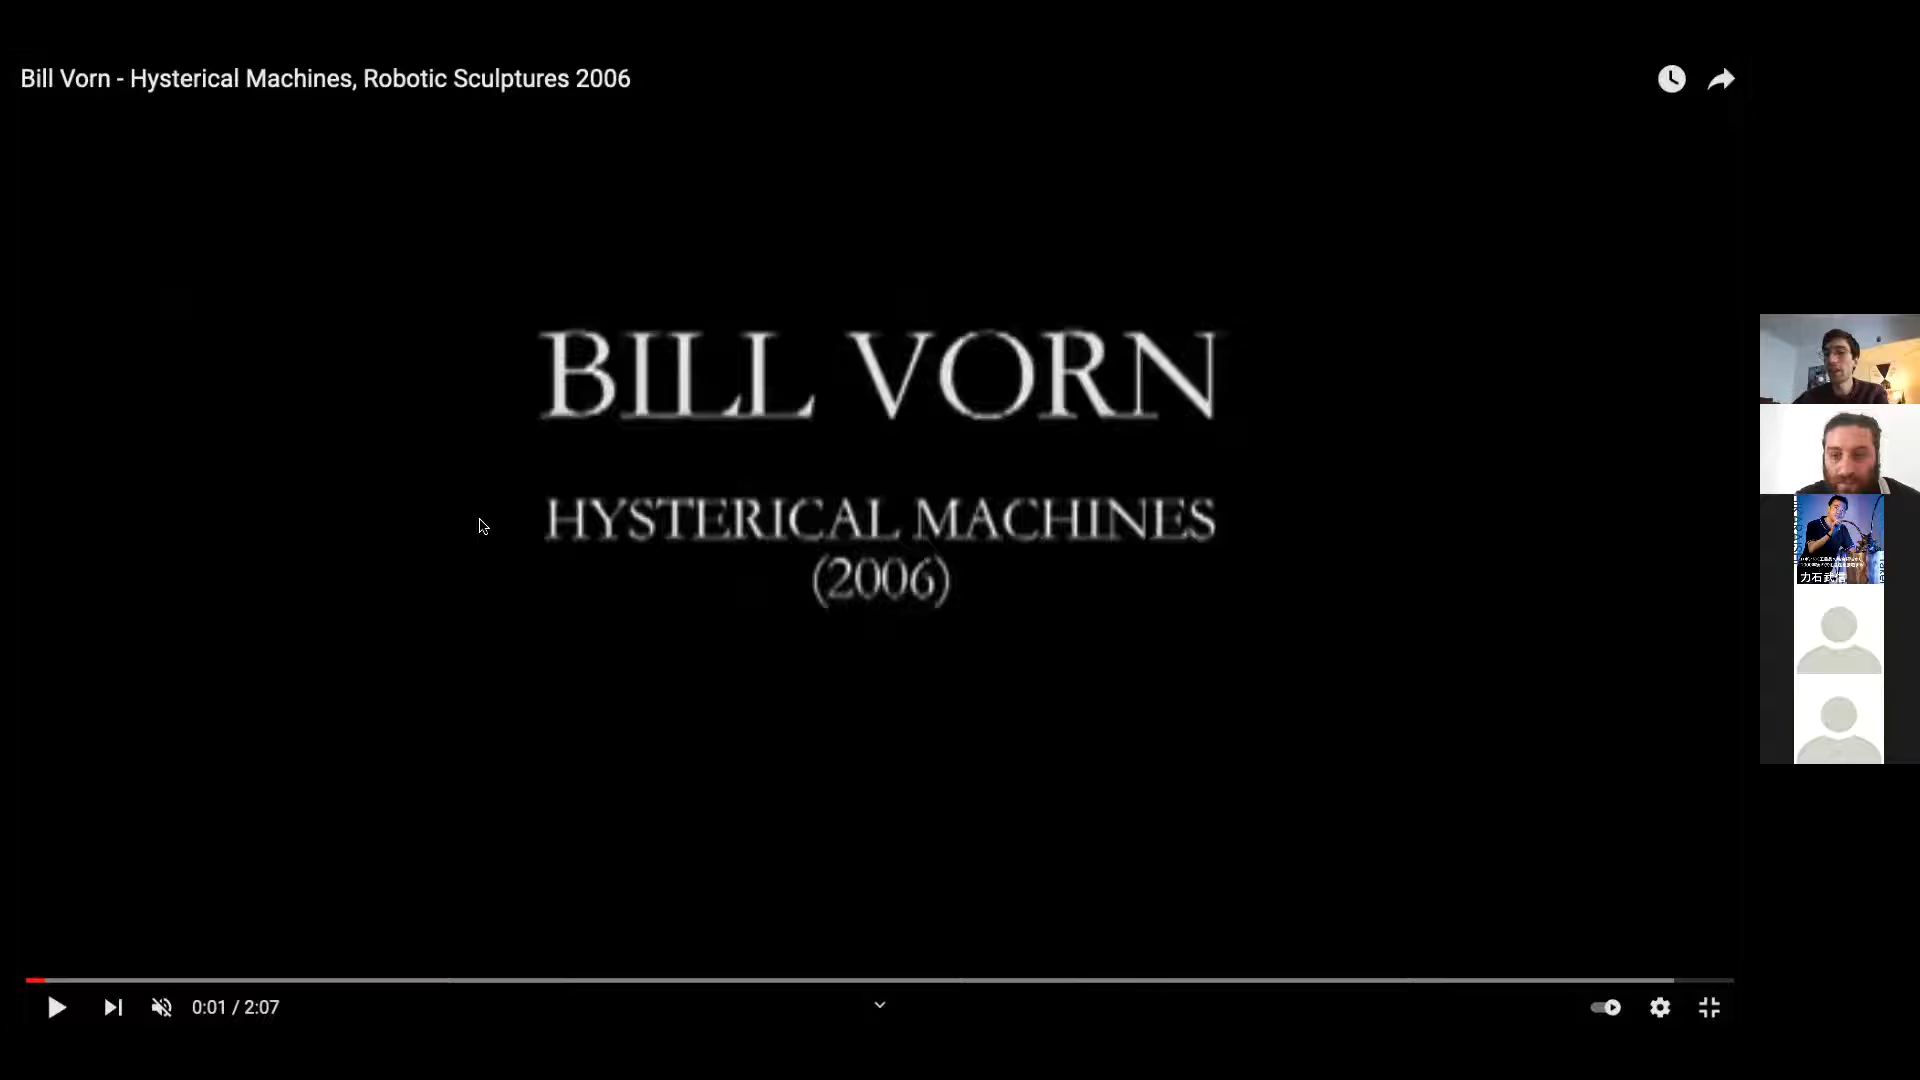 Bill Vorn - Hysterical Machines, Robotic Sculptures 2006
BILL VORN
HYSTERICAL MACHINES
(2006)
力石武信
0:01 / 2:07